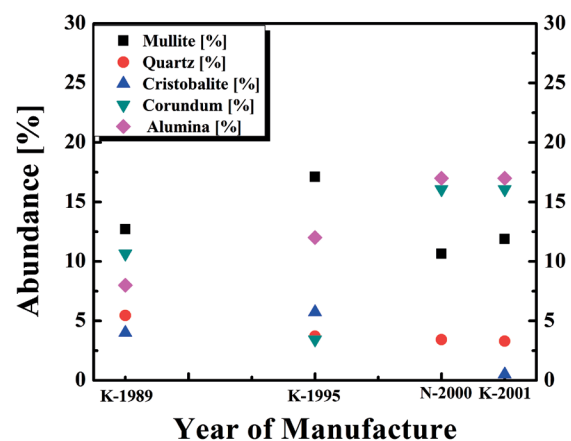 30
25
20
15
10
5
0
Abundance [%]
Mullite [%]
Quartz [%]
Cristobalite [%]
Corundum [%]
Alumina [%]
30
25
20
15
10
5
0
K-1989 K-1995 N-2000 K-2001
Year of Manufacture